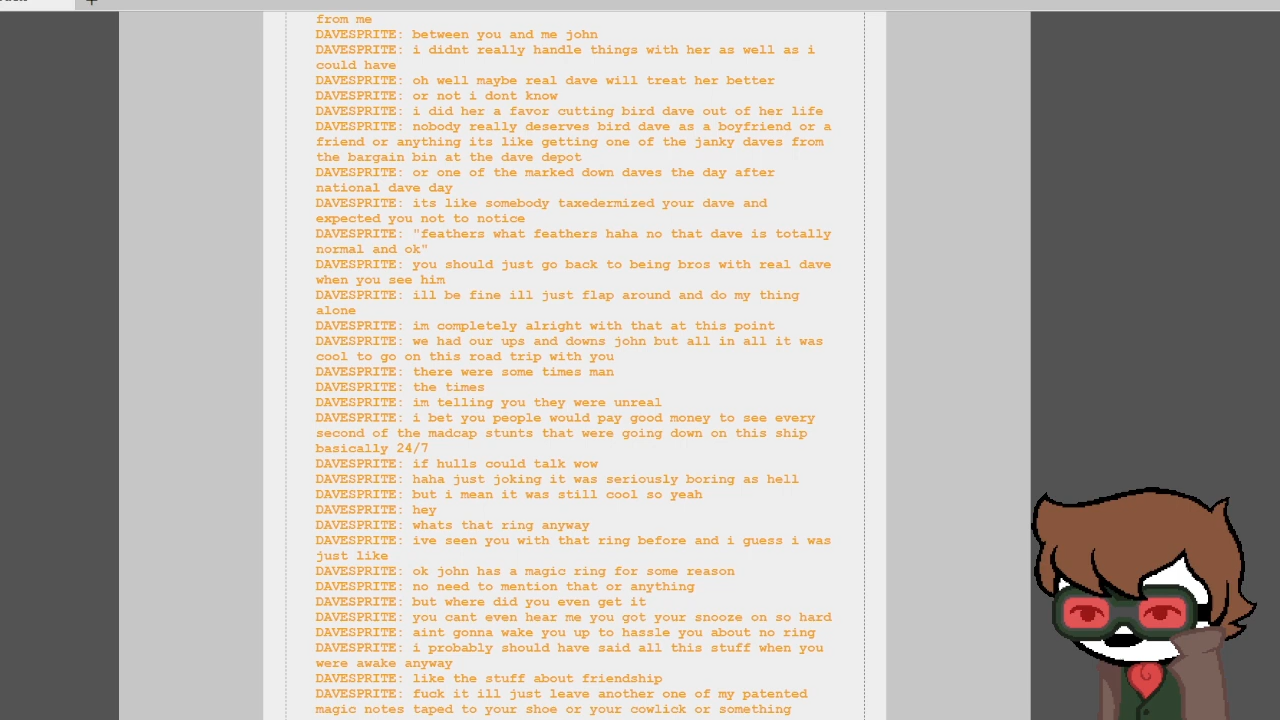 from me
DAVESPRITE: between you and me john
DAVESPRITE: i didnt really handle things with her as well as i
could have
DAVESPRITE: oh well maybe real dave will treat her better
DAVESPRITE: or not i dont know
DAVESPRITE: i did her a favor cutting bird dave out of her life
DAVESPRITE: nobody really deserves bird dave as a boyfriend or a
friend or anything its like getting one of the janky daves from
the bargain bin at the dave depot
DAVESPRITE: or one of the marked down daves the day after
national dave day
DAVESPRITE: its like somebody taxedermized your dave and
expected you not to notice
DAVESPRITE: "feathers what feathers haha no that dave is totally
normal and ok"
DAVESPRITE: you should just go back to being bros with real dave
when you see him
DAVESPRITE: ill be fine ill just flap around and do my thing
alone
DAVESPRITE: im completely alright with that at this point
DAVESPRITE: we had our ups and downs john but all in all it was
cool to go on this road trip with you
DAVESPRITE: there were some times man
DAVESPRITE: the times
DAVESPRITE: im telling you they were unreal
DAVESPRITE: i bet you people would pay good money to see every
second of the madcap stunts that were going down on this ship
basically 24/7
DAVESPRITE: if hulls could talk wow
DAVESPRITE: haha just joking it was seriously boring as hell
DAVESPRITE: but i mean it was still cool so yeah
DAVESPRITE: hey
DAVESPRITE: whats that ring anyway
DAVESPRITE: ive seen you with that ring before and i guess i was
just like
DAVESPRITE: ok john has a magic ring for some reason
DAVESPRITE: no need to mention that or anything
DAVESPRITE: but where did you even get it
DAVESPRITE: you cant even hear me you got your snooze on so hard
DAVESPRITE: aint gonna wake you up to hassle you about no ring
DAVESPRITE: i probably should have said all this stuff when you
were awake anyway
DAVESPRITE: like the stuff about friendship
DAVESPRITE: fuck it ill just leave another one of my patented
magic notes taped to your shoe or your cowlick or something